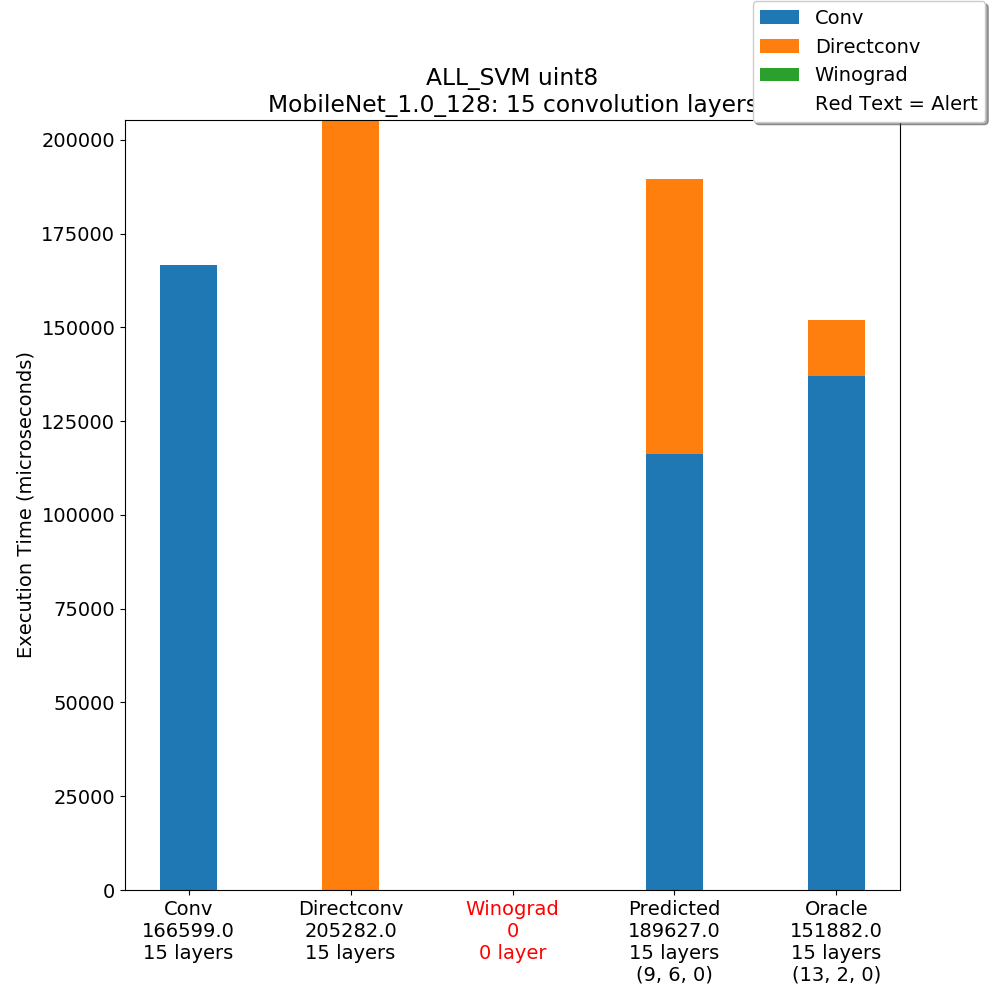 Conv
Directconv
Winograd
Red Text = Alert
ALL_SVM uint8
MobileNet_1.0_128: 15 convolution layers
Execution Time (microseconds)
200000
175000
150000
125000
100000
75000
50000
25000
0
Conv
166599.0
15 layers
Directconv
205282.0
15 layers
Winograd
0
0 layer
Predicted
189627.0
15 layers
(9, 6, 0)
Oracle
151882.0
15 layers
(13, 2, 0)